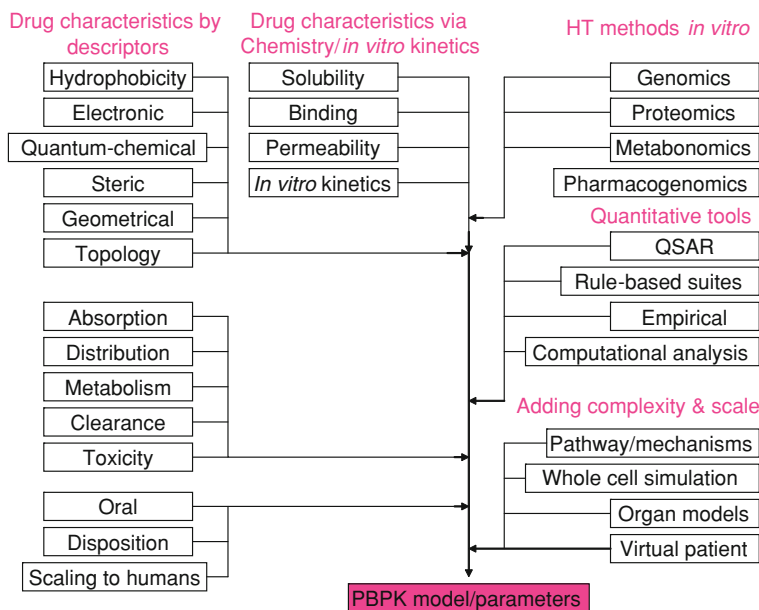 Drug characteristics by
descriptors
Hydrophobicity
Electronic
Quantum-chemical
Steric
Geometrical
Topology
Absorption
Distribution
Metabolism
Clearance
Toxicity
Oral
Disposition
Scaling to humans
Drug characteristics via
Chemistry/in vitro kinetics
Solubility
Binding
Permeability
In vitro kinetics
HT methods in vitro
Genomics
Proteomics
Metabonomics
Pharmacogenomics
Quantitative tools
QSAR
Rule-based suites
Empirical
Computational analysis
Adding complexity & scale
Pathway/mechanisms
Whole cell simulation
Organ models
Virtual patient
PBPK model/parameters